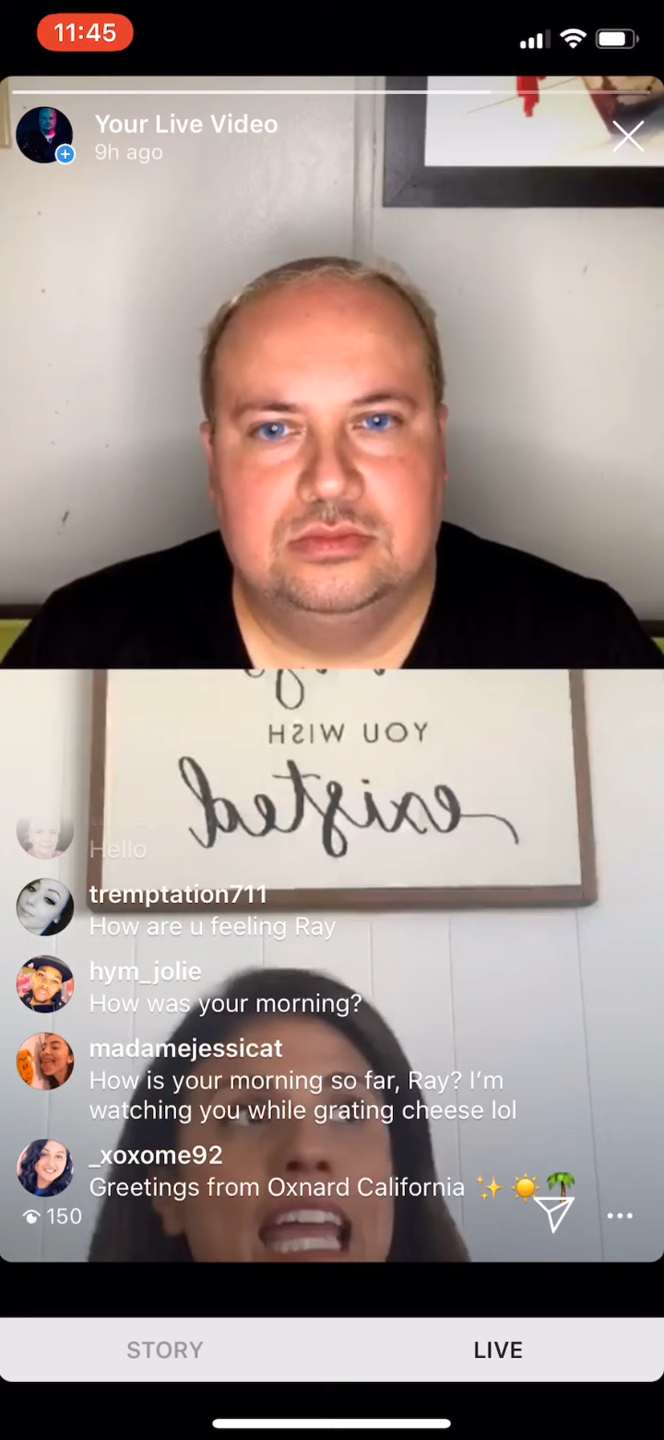 11:45
Your Live Video
9h ago
YOU WISH
existed
Hello
tremptation711
How are u feeling Ray
hym_jolie
How was your morning?
madamejessicat
How is your morning so far, Ray? I’m
watching you while grating cheese lol
_xoxome92
Greetings from Oxnard California ✨ ☀️ 🌴
150
STORY
LIVE